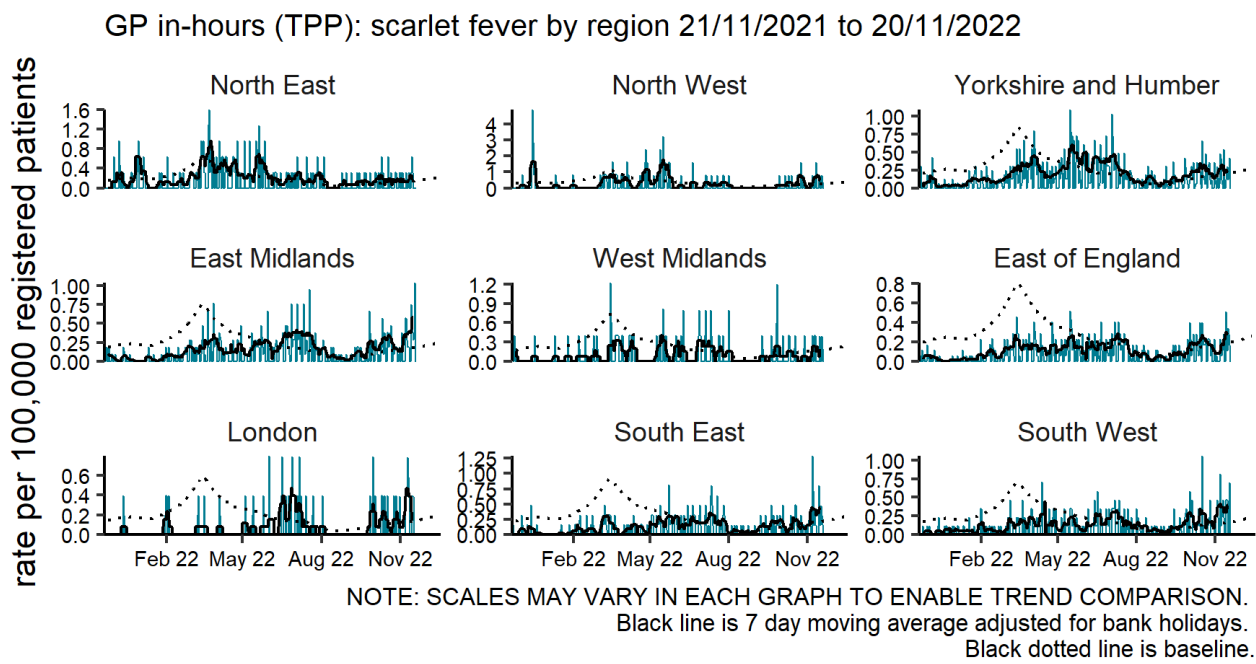 GP in-hours (TPP): scarlet fever by region 21/11/2021 to 20/11/2022
rate per 100,000 registered patients
North East
1.6
1.2
0.8
0.4
0.0
North West
4
3
2
1
0
Yorkshire and Humber
1.00
0.75
0.50
0.25
0.00
East Midlands
1.00
0.75
0.50
0.25
0.00
West Midlands
1.2
0.9
0.6
0.3
0.0
East of England
0.8
0.6
0.4
0.2
0.0
London
0.6
0.4
0.2
0.0
Feb 22 May 22 Aug 22 Nov 22
South East
1.25
1.00
0.75
0.50
0.25
0.00
Feb 22 May 22 Aug 22 Nov 22
South West
1.00
0.75
0.50
0.25
0.00
Feb 22 May 22 Aug 22 Nov 22
NOTE: SCALES MAY VARY IN EACH GRAPH TO ENABLE TREND COMPARISON.
Black line is 7 day moving average adjusted for bank holidays.
Black dotted line is baseline.